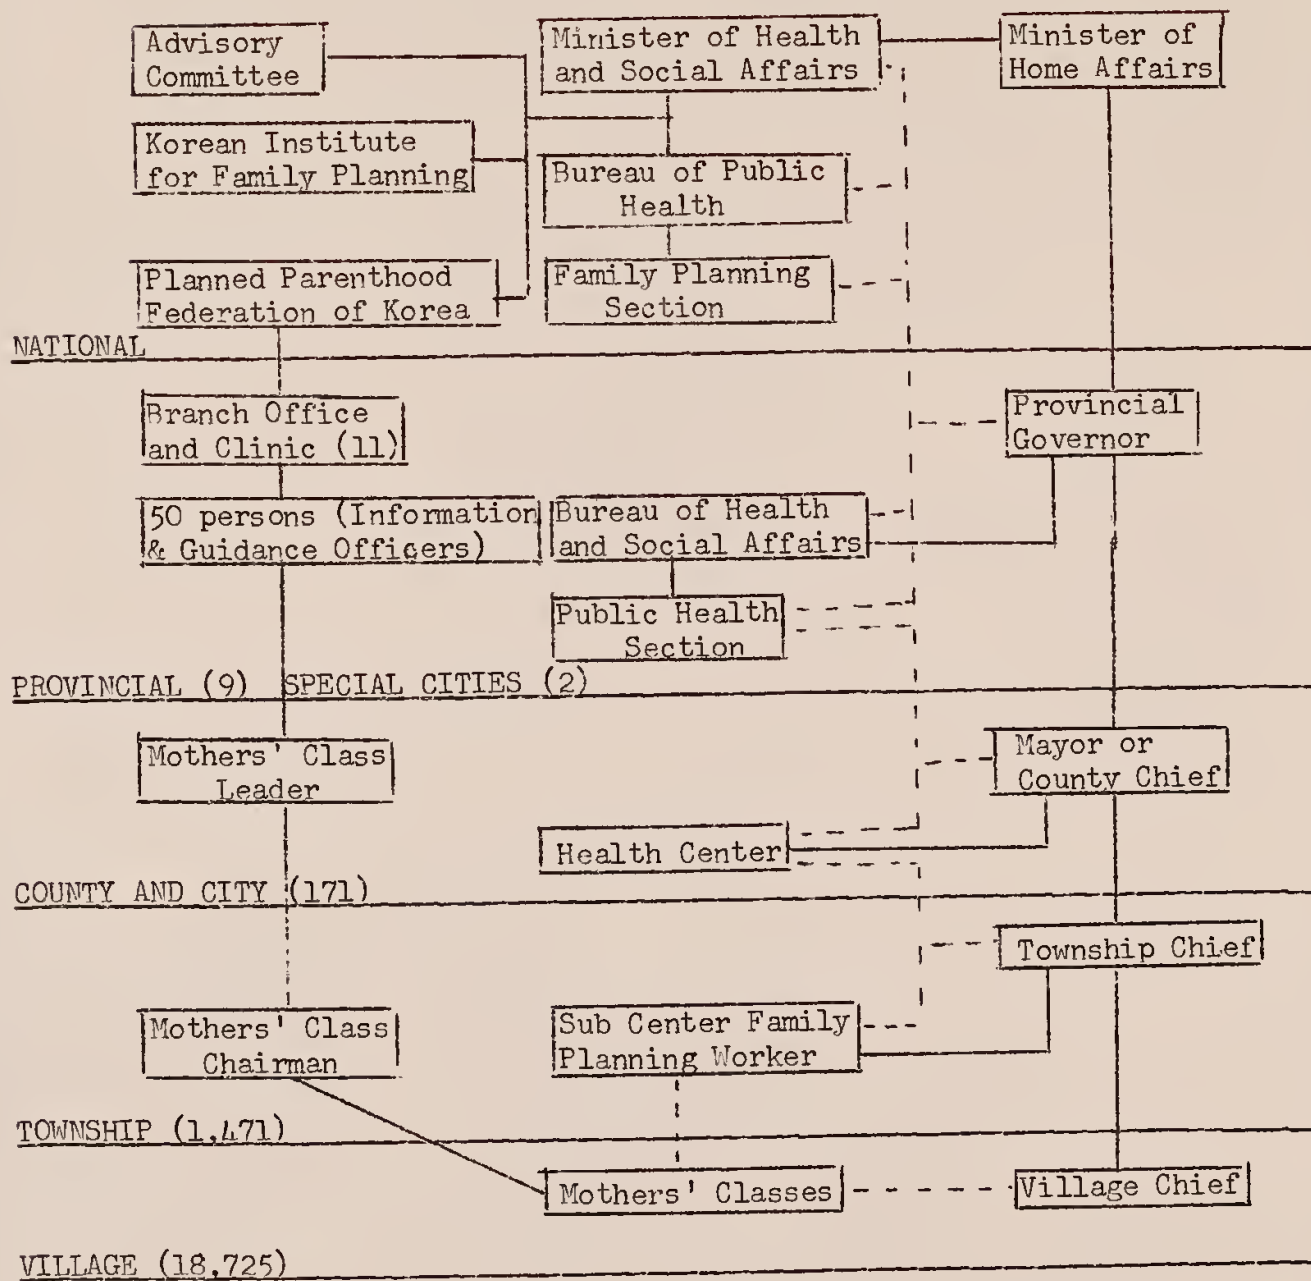 Advisory
Committee
Minister of Health
and Social Affairs
Minister of
Home Affairs
Korean Institute
for Family Planning
Bureau of Public
Health
Planned Parenthood
Federation of Korea
Family Planning
Section
NATIONAL
Branch Office
and Clinic (11)
Provincial
Governor
50 persons (Information
& Guidance Officers)
Bureau of Health
and Social Affairs
Public Health
Section
PROVINCIAL (9) SPECIAL CITIES (2)
Mothers' Class
Leader
Mayor or
County Chief
Health Center
COUNTY AND CITY (171)
Township Chief
Mothers' Class
Chairman
Sub Center Family
Planning Worker
TOWNSHIP (1,471)
Mothers' Classes
Village Chief
VILLAGE (18,725)